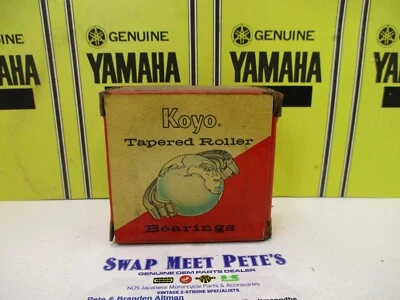 GENUINE
YAMAHA
GENUINE
YAMAHA
GENUINE
YAMAHA
Koyo
Tapered Roller
Bearings
SWAP MEET PETE'S
GENUINE OEM PARTS DEALER
NOS Japanese Motorcycle Parts & Accessories
VINTAGE 2-STROKE SPECIALISTS
Pete & Branden Altman